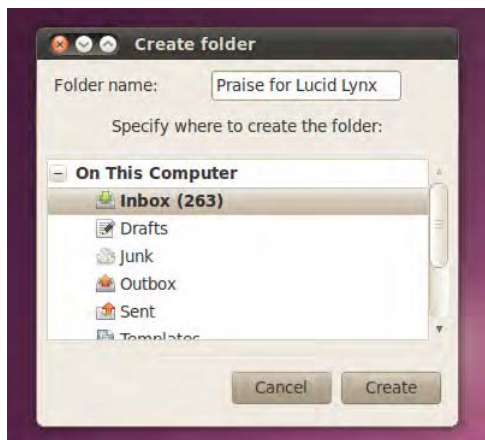 Create folder
Folder name: Praise for Lucid Lynx
Specify where to create the folder:
On This Computer
Inbox (263)
Drafts
Junk
Outbox
Sent
Templates
Cancel Create